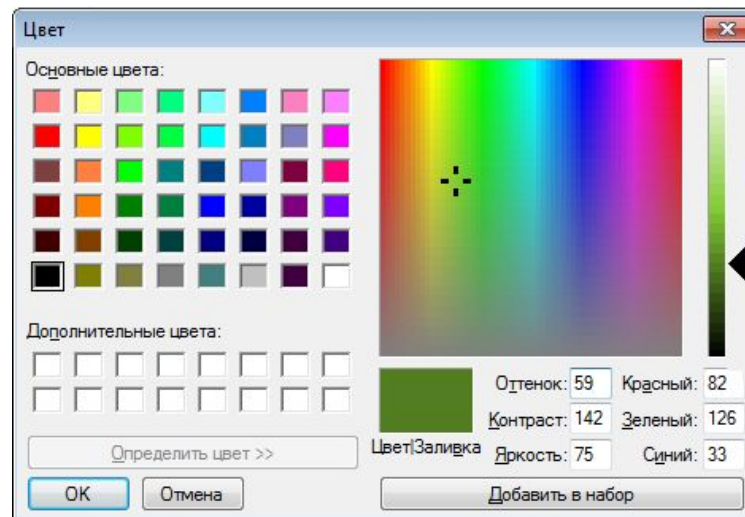 Цвет
Основные цвета:
Дополнительные цвета:
Определить цвет >>
ОК
Отмена
Цвет|Заливка
Оттенок: 59
Контраст: 142
Яркость: 75
Красный: 82
Зеленый: 126
Синий: 33
Добавить в набор